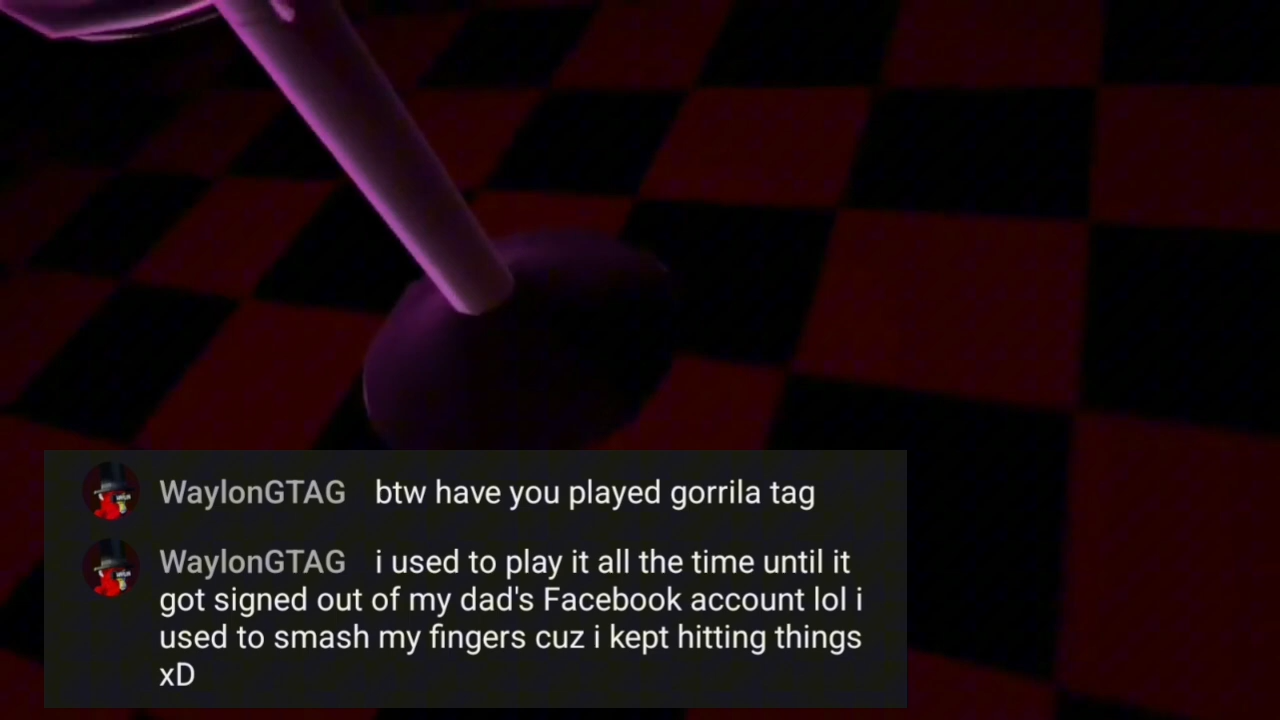 WaylonGTAG btw have you played gorrila tag
WaylonGTAG i used to play it all the time until it
got signed out of my dad's Facebook account lol i
used to smash my fingers cuz i kept hitting things
xD